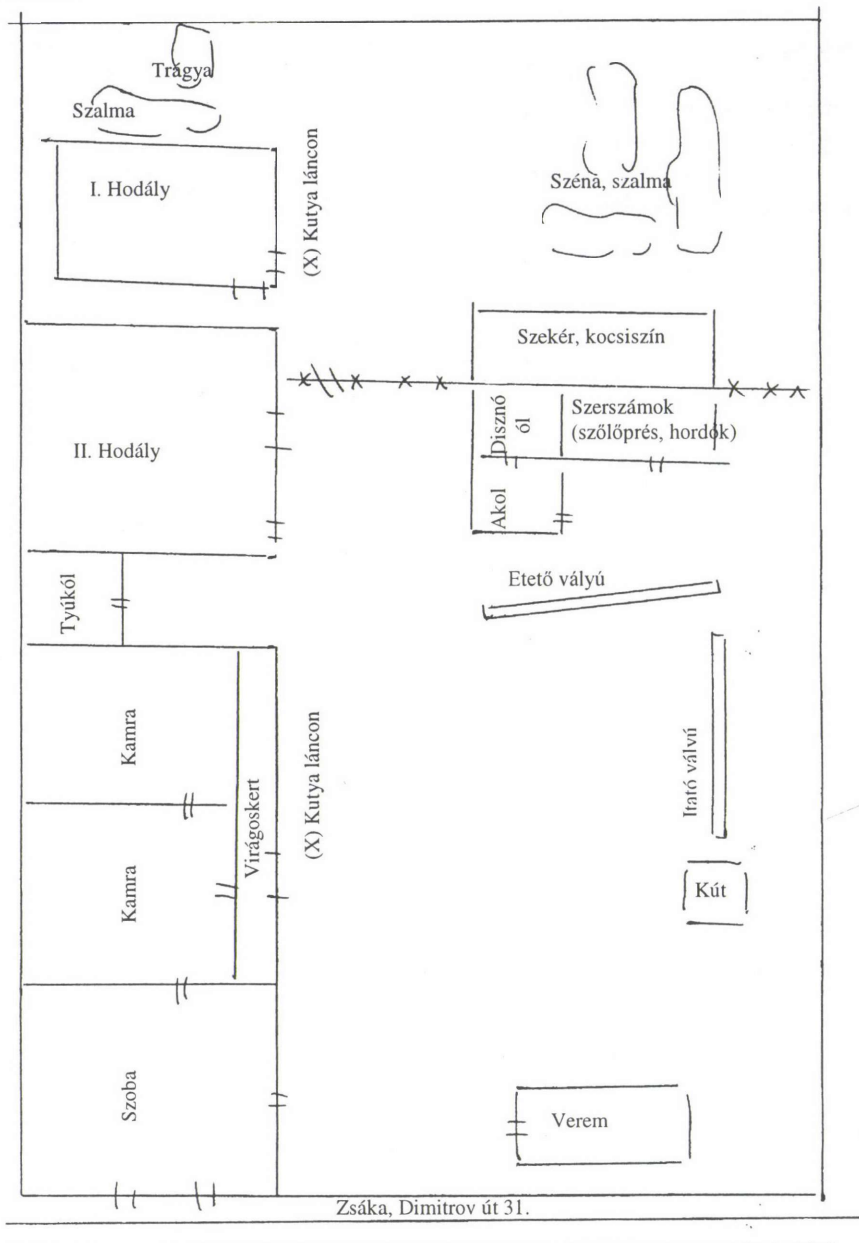 Trágya
Szalma
I. Hodály
(X) Kutya láncon
Széna, szalma
Szekér, kocsiszín
Disznó
ól
Szerszámok
(szőlőprés, hordók)
II. Hodály
Akol
Tyúkól
Etető vályú
Kamra
Virágoskert
(X) Kutya láncon
Itató vályú
Kamra
Kút
Szoba
Verem
Zsáka, Dimitrov út 31.